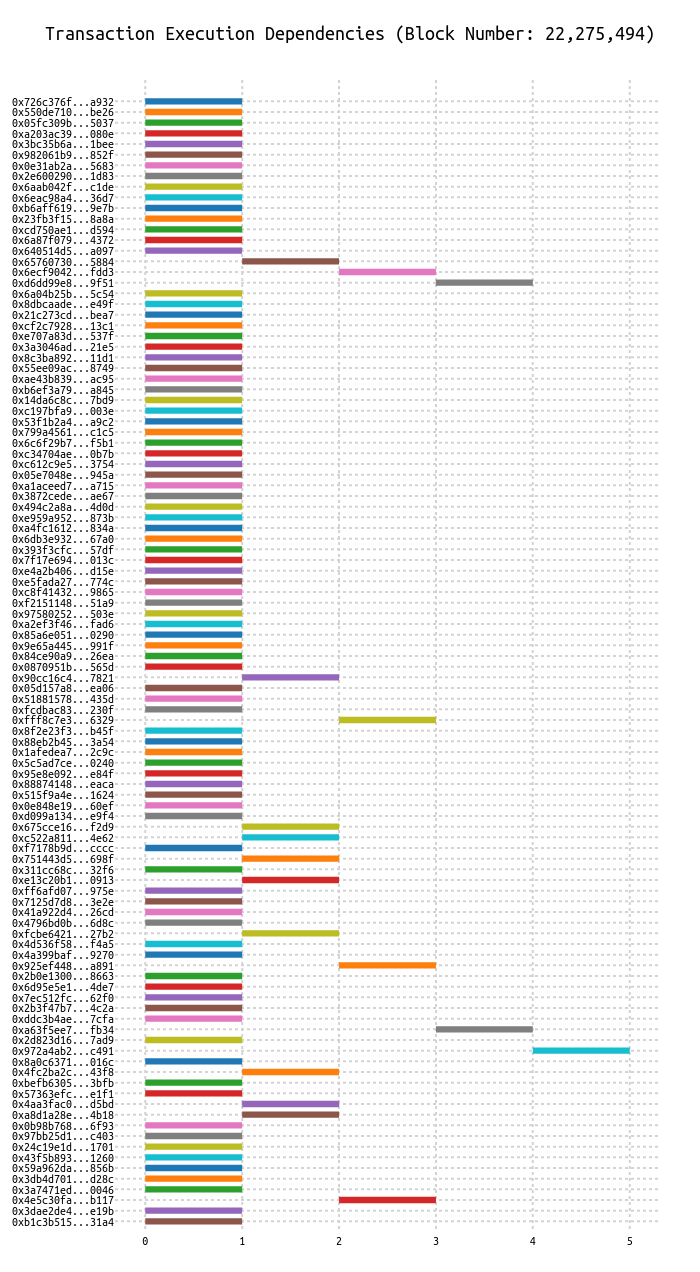 Transaction Execution Dependencies (Block Number: 22,275,494)
0x726c376f...a932
0x550de710...be26
0x05fc309b...5037
0xa203ac39...080e
0x3bc35b6a...1bee
0x982061b9...852f
0x0e31ab2a...5683
0x2e600290...1d83
0x6aab042f...c1de
0x6eac98a4...36d7
0xb6aff619...9e7b
0x23fb3f15...8a8a
0xcd750ae1...d594
0x6a87f079...4372
0x640514d5...a097
0x65760730...5884
0x6ecf9042...fdd3
0xd6dd99e8...9f51
0x6a04b25b...5c54
0x8dbcaade...e49f
0x21c273cd...bea7
0xcf2c7928...13c1
0xe707a83d...537f
0x3a3046ad...21e5
0x8c3ba892...11d1
0x55ee09ac...8749
0xae43b839...ac95
0xb6ef3a79...a845
0x14da6c8c...7bd9
0xc197bfa9...003e
0x53f1b2a4...a9c2
0x799a4561...c1c5
0x6c6f29b7...f5b1
0xc34704ae...0b7b
0xc612c9e5...3754
0x05e7048e...945a
0xa1aceed7...a715
0x3872cede...ae67
0x494c2a8a...4d0d
0xe959a952...873b
0xa4fc1612...834a
0x6db3e932...67a0
0x393f3cfc...57df
0x7f17e694...013c
0xe4a2b406...d15e
0xe5fada27...774c
0xc8f41432...9865
0xf2151148...51a9
0x97580252...503e
0xa2ef3f46...fad6
0x85a6e051...0290
0x9e65a445...991f
0x84ce90a9...26ea
0x0870951b...565d
0x90cc16c4...7821
0x05d157a8...ea06
0x51881578...435d
0xfcdbac83...230f
0xfff8c7e3...6329
0x8f2e23f3...b45f
0x88eb2b45...3a54
0x1afedea7...2c9c
0x5c5ad7ce...0240
0x95e8e092...e84f
0x88874148...eaca
0x515f9a4e...1624
0x0e848e19...60ef
0xd099a134...e9f4
0x675cce16...f2d9
0xc522a811...4e62
0xf7178b9d...cccc
0x751443d5...698f
0x311cc68c...32f6
0xe13c20b1...0913
0xff6afd07...975e
0x7125d7d8...3e2e
0x41a922d4...26cd
0x4796bd0b...6d8c
0xfcbe6421...27b2
0x4d536f58...f4a5
0x4a399baf...9270
0x925ef448...a891
0x2b0e1300...8663
0x6d95e5e1...4de7
0x7ec512fc...62f0
0x2b3f47b7...4c2a
0xddc3b4ae...7cfa
0xa63f5ee7...fb34
0x2d823d16...7ad9
0x972a4ab2...c491
0x8a0c6371...016c
0x4fc2ba2c...43f8
0xbefb6305...3bfb
0x57363efc...e1f1
0x4aa3fac0...d5bd
0xa8d1a28e...4b18
0x0b98b768...6f93
0x97bb25d1...c403
0x24c19e1d...1701
0x43f5b893...1260
0x59a962da...856b
0x3db4d701...d28c
0x3a7471ed...0046
0x4e5c30fa...b117
0x3dae2de4...e19b
0xb1c3b515...31a4
0 1 2 3 4 5